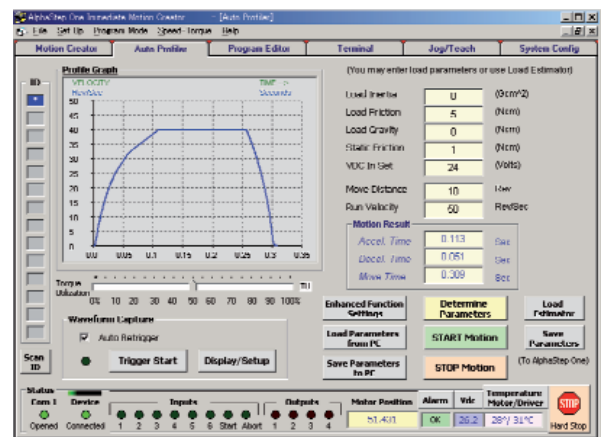 AlphaStep One Immediate Motion Creator - [Auto Profiler]
File Set Up Program Mode Speed-Torque Help
Motion Creator Auto Profiler Program Editor Terminal Jog/Teach System Config
Profile Graph
(You may enter load parameters or use Load Estimator)
ID
VELOCITY TIME ->
Rev/Sec Seconds
50
45
40
35
30
25
20
15
10
5
0
0.0 0.05 0.1 0.15 0.2 0.25 0.3 0.35
Load Inertia 0 (Gcm^2)
Load Friction 5 (Ncm)
Load Gravity 0 (Ncm)
Static Friction 1 (Ncm)
VDC In Set 24 (Volts)
Move Distance 10 Rev
Run Velocity 50 Rev/Sec
Motion Result
Accel. Time 0.113 Sec
Decel. Time 0.051 Sec
Move Time 0.309 Sec
Torque
Utilization
0% 10 20 30 40 50 60 70 80 90 100%
70
Waveform Capture
Auto Retrigger
Trigger Start Display/Setup
Scan
ID
Enhanced Function
Settings
Determine
Parameters
Load
Estimator
Load Parameters
from PC
START Motion
Save
Parameters
Save Parameters
to PC
STOP Motion
(To AlphaStep One)
Status
Com 1 Device Inputs Outputs Motor Position Alarm Vdc Temperature
Motor/Driver
Opened Connected 1 2 3 4 5 6 Start Abort 1 2 3 4
51.431 OK 26.2 28°/ 31°C
STOP
Hard Stop